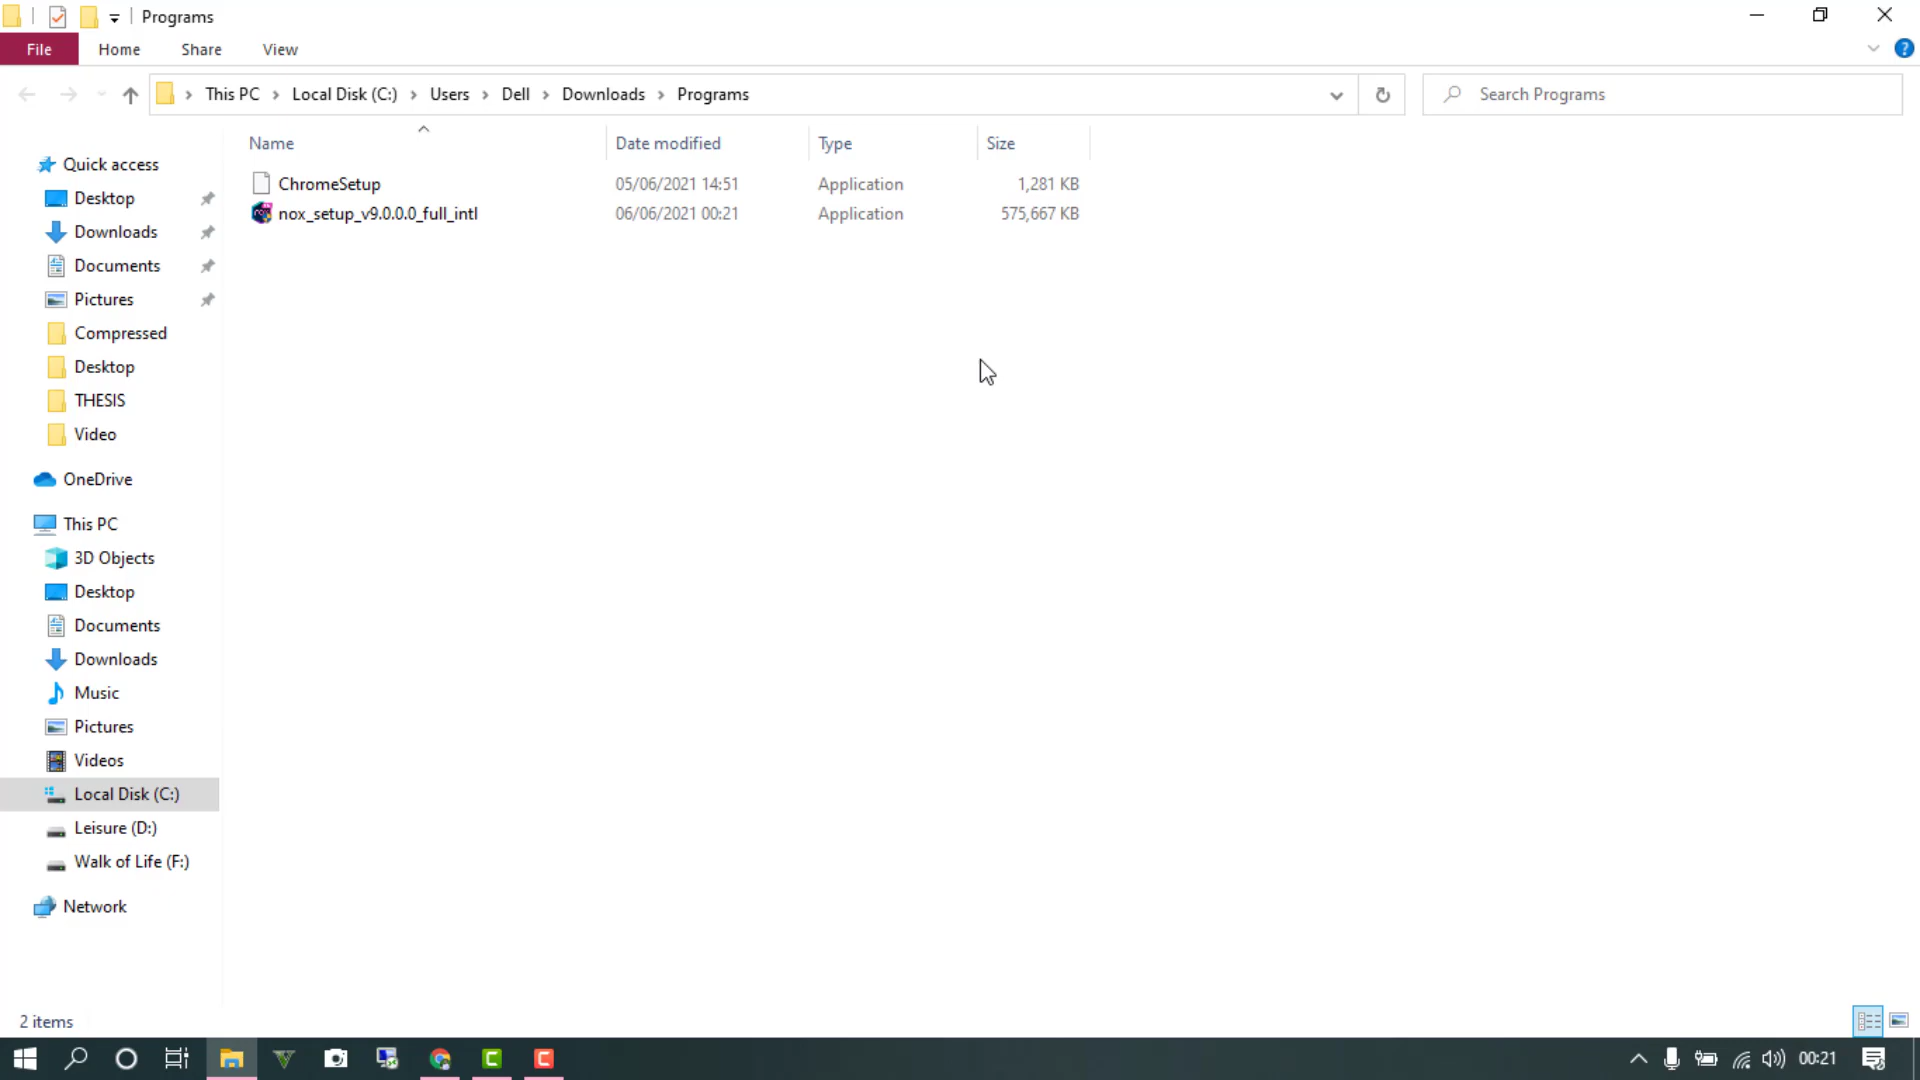 Programs
File Home Share View
This PC Local Disk (C:) Users Dell Downloads Programs
Search Programs
Name Date modified Type Size
ChromeSetup 05/06/2021 14:51 Application 1,281 KB
nox_setup_v9.0.0.0_full_intl 06/06/2021 00:21 Application 575,667 KB
Quick access
Desktop
Downloads
Documents
Pictures
Compressed
Desktop
THESIS
Video
OneDrive
This PC
3D Objects
Desktop
Documents
Downloads
Music
Pictures
Videos
Local Disk (C:)
Leisure (D:)
Walk of Life (F:)
Network
2 items
00:21